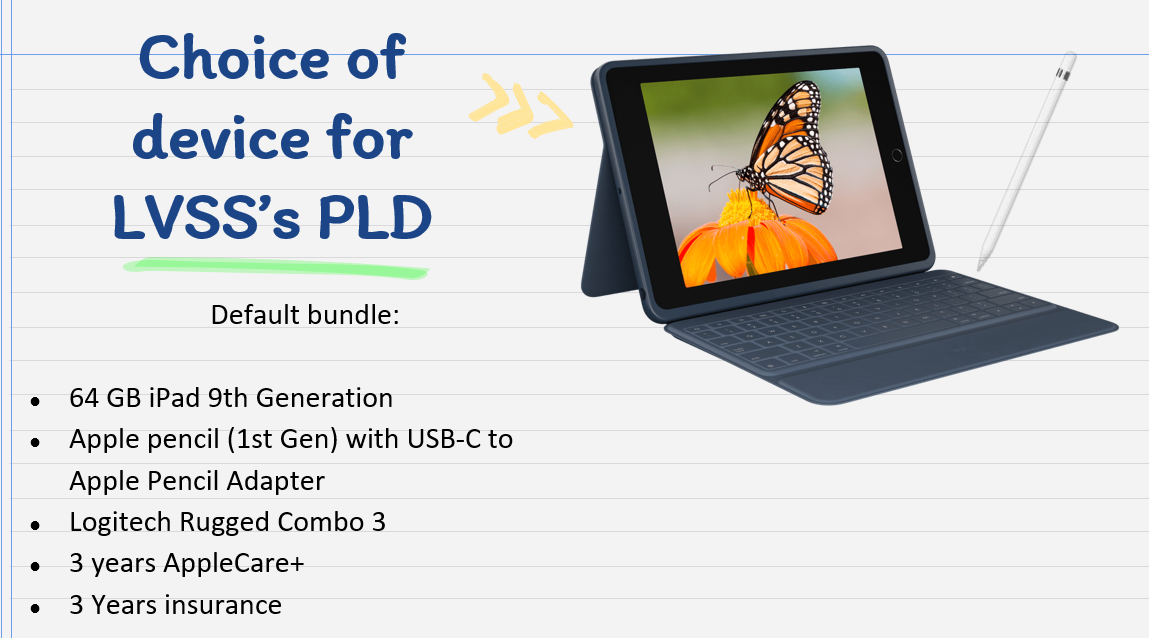 Choice of
device for
LVSS’s PLD
Default bundle:
● 64 GB iPad 9th Generation
● Apple pencil (1st Gen) with USB-C to
Apple Pencil Adapter
● Logitech Rugged Combo 3
● 3 years AppleCare+
● 3 Years insurance